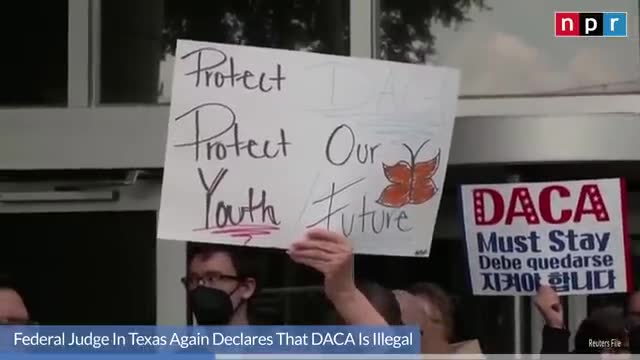 npr
Protect DACA
Protect Our
Youth Future
DACA
Must Stay
Debe quedarse
지켜야 합니다
Federal Judge In Texas Again Declares That DACA Is Illegal
Reuters File